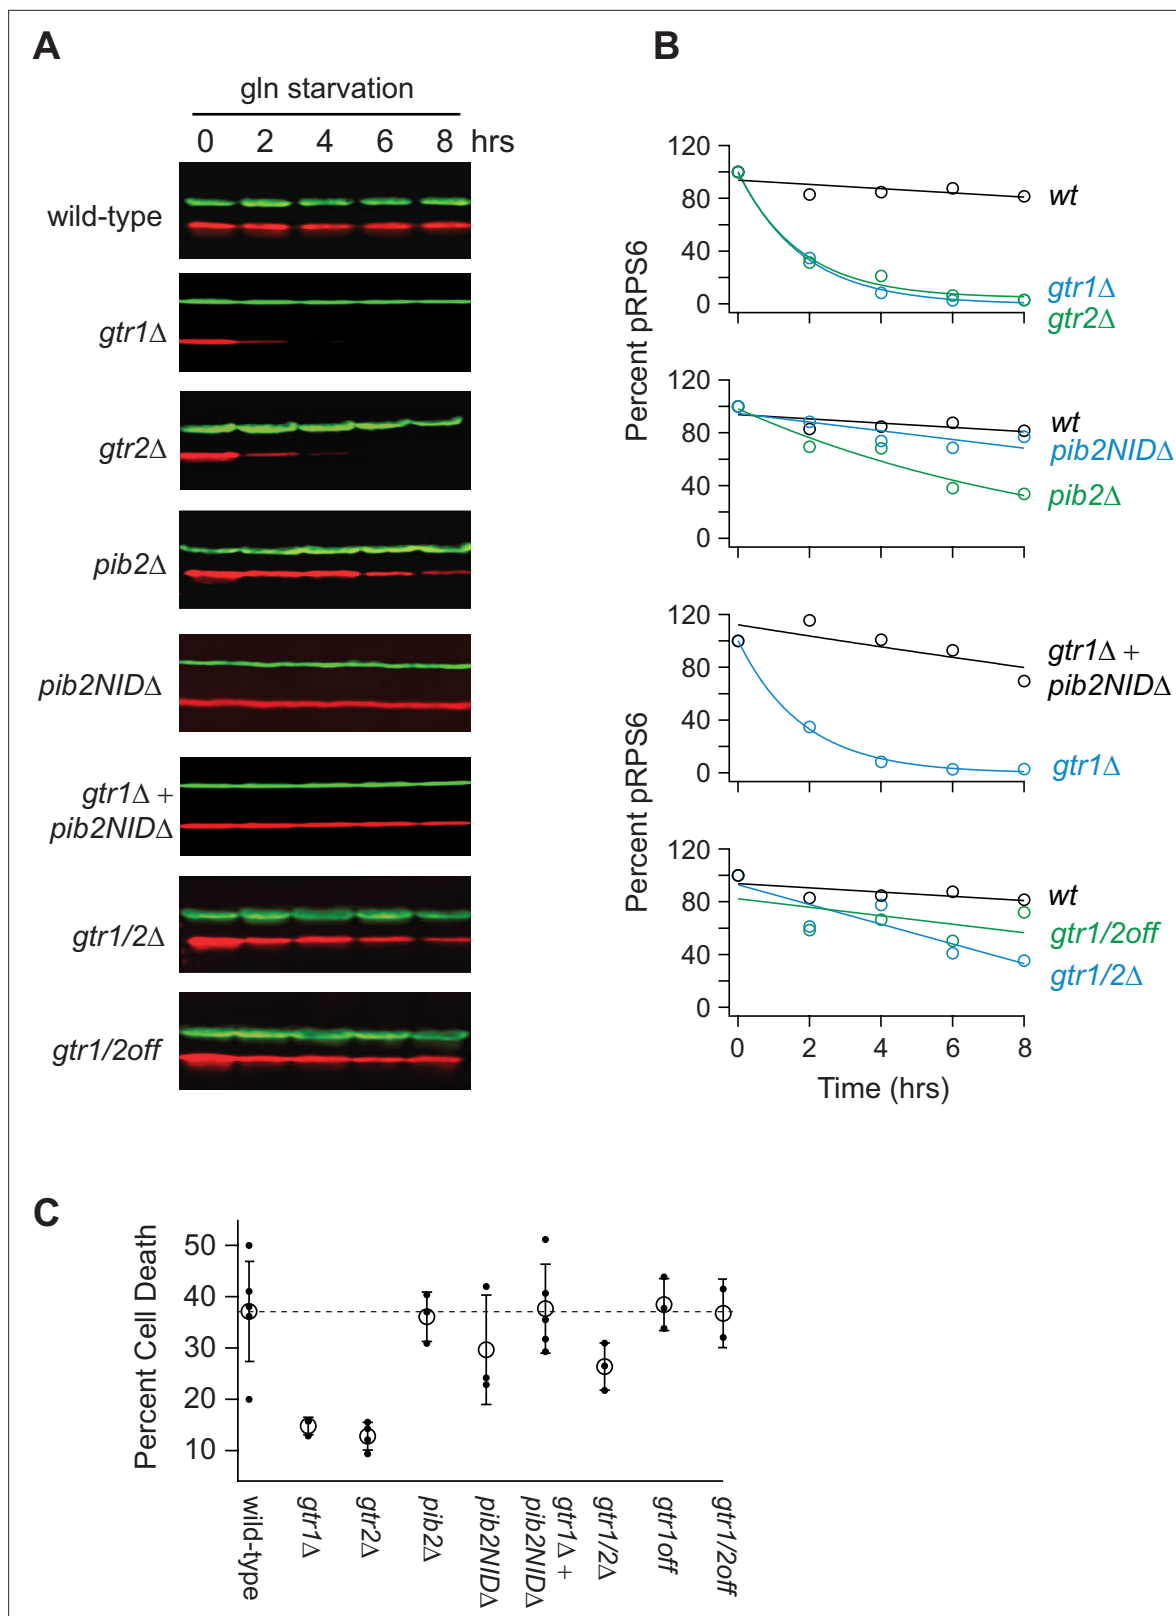 A
gln starvation
0 2 4 6 8 hrs
wild-type
gtr1Δ
gtr2Δ
pib2Δ
pib2NIDΔ
gtr1Δ +
pib2NIDΔ
gtr1/2Δ
gtr1/2off
B
Percent pRPS6
120
80
40
0
wt
gtr1Δ
gtr2Δ
120
80
40
0
wt
pib2NIDΔ
pib2Δ
Percent pRPS6
120
80
40
0
gtr1Δ +
pib2NIDΔ
gtr1Δ
120
80
40
0
wt
gtr1/2off
gtr1/2Δ
0 2 4 6 8
Time (hrs)
C
Percent Cell Death
50
40
30
20
10
wild-type
gtr1Δ
gtr2Δ
pib2Δ
pib2NIDΔ
gtr1Δ +
pib2NIDΔ
gtr1/2Δ
gtr1off
gtr1/2off